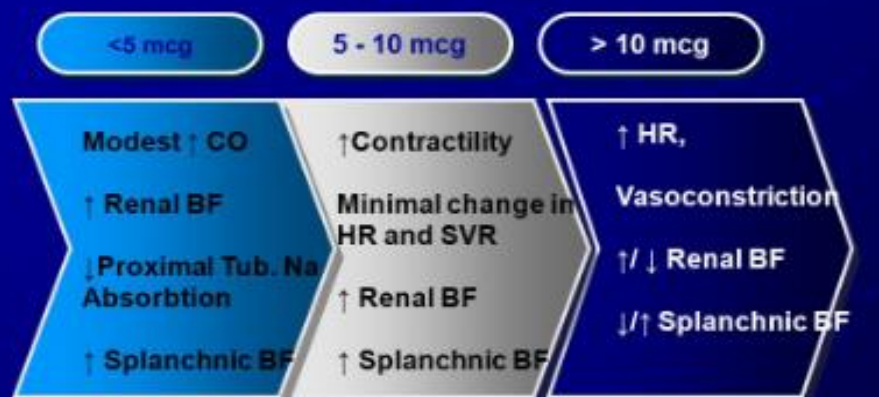 <5 mcg
5 - 10 mcg
> 10 mcg
Modest ↑ CO
↑ Renal BF
↓Proximal Tub. Na
Absorbtion
↑ Splanchnic BF
↑Contractility
Minimal change in
HR and SVR
↑ Renal BF
↑ Splanchnic BF
↑ HR,
Vasoconstriction
↑/ ↓ Renal BF
↓/↑ Splanchnic BF